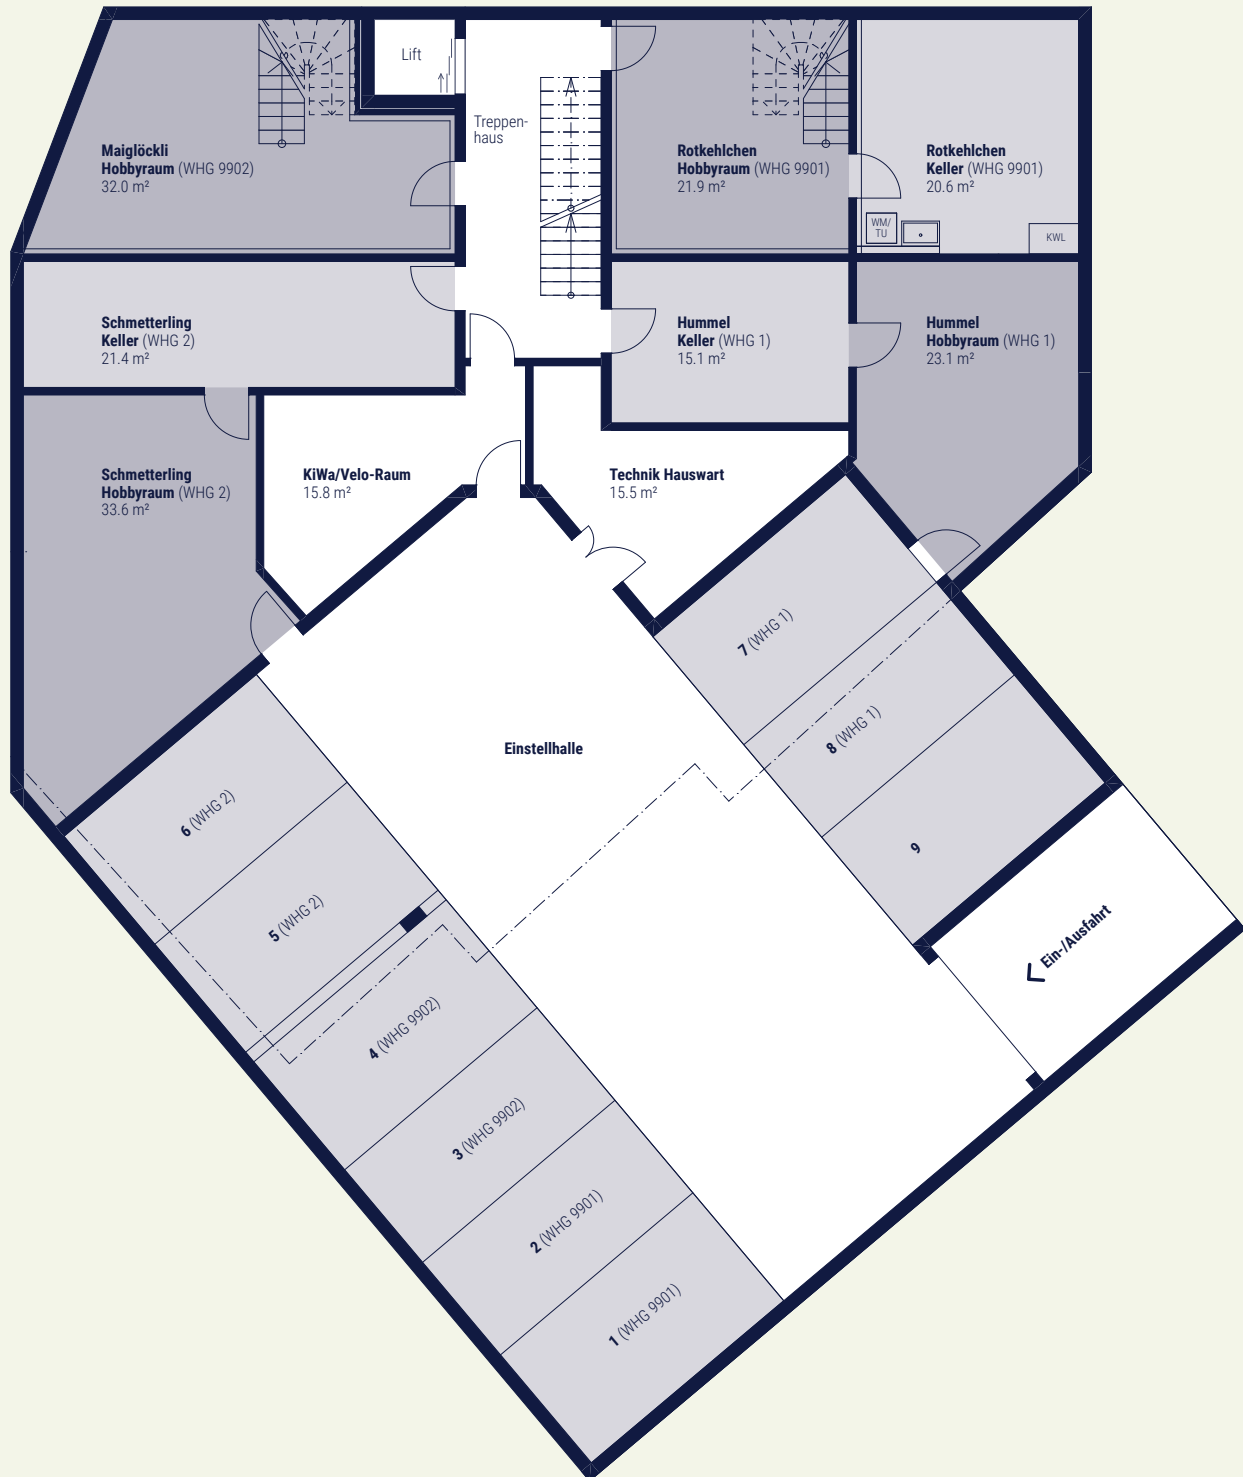 Lift
Treppen-
haus
Maiglöckli
Hobbyraum (WHG 9902)
32.0 m²
Rotkehlchen
Hobbyraum (WHG 9901)
21.9 m²
Rotkehlchen
Keller (WHG 9901)
20.6 m²
WM/
TU
KWL
Schmetterling
Keller (WHG 2)
21.4 m²
Hummel
Keller (WHG 1)
15.1 m²
Hummel
Hobbyraum (WHG 1)
23.1 m²
Schmetterling
Hobbyraum (WHG 2)
33.6 m²
KiWa/Velo-Raum
15.8 m²
Technik Hauswart
15.5 m²
7 (WHG 1)
8 (WHG 1)
9
Einstellhalle
6 (WHG 2)
5 (WHG 2)
4 (WHG 9902)
3 (WHG 9902)
2 (WHG 9901)
1 (WHG 9901)
Ein-/Ausfahrt